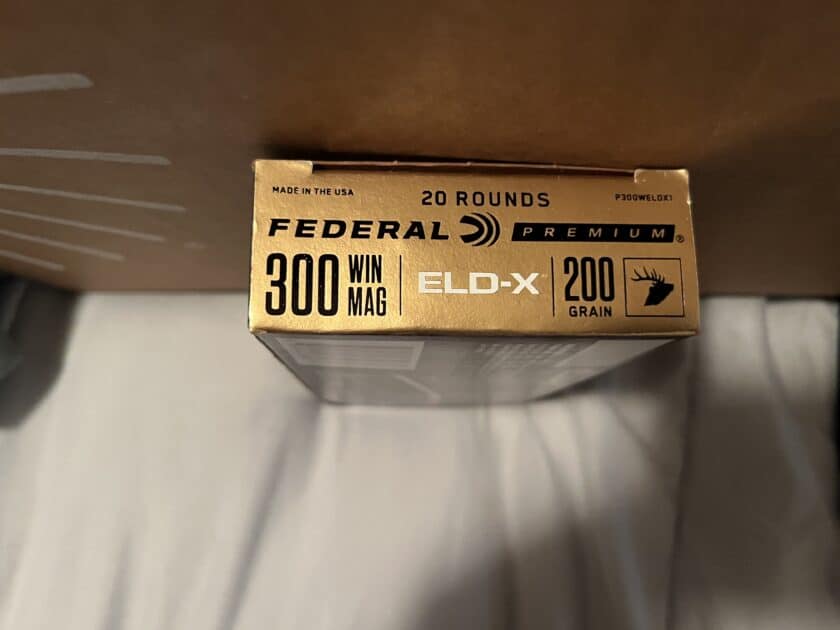 MADE IN THE USA
20 ROUNDS
P300WELDX1
FEDERAL PREMIUM®
300 WIN MAG
ELD-X
200 GRAIN